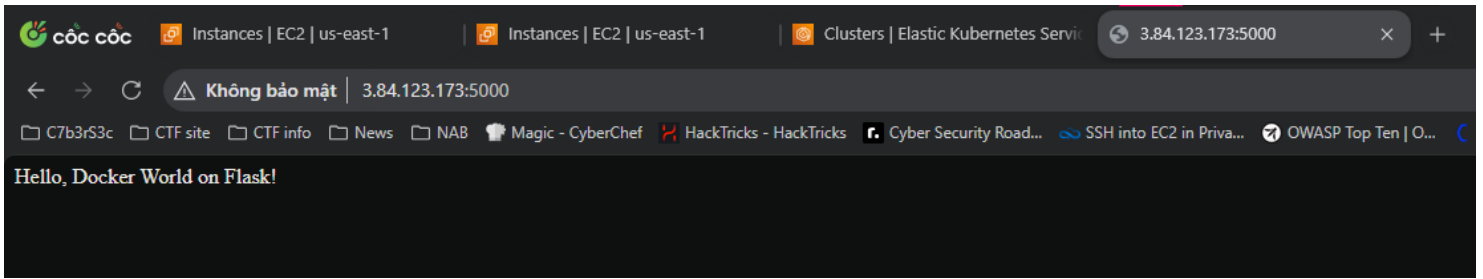 cốc cốc Instances | EC2 | us-east-1 Instances | EC2 | us-east-1 Clusters | Elastic Kubernetes Servic 3.84.123.173:5000
Không bảo mật 3.84.123.173:5000
C7b3rS3c CTF site CTF info News NAB Magic - CyberChef HackTricks - HackTricks Cyber Security Road... SSH into EC2 in Priva... OWASP Top Ten | O...
Hello, Docker World on Flask!